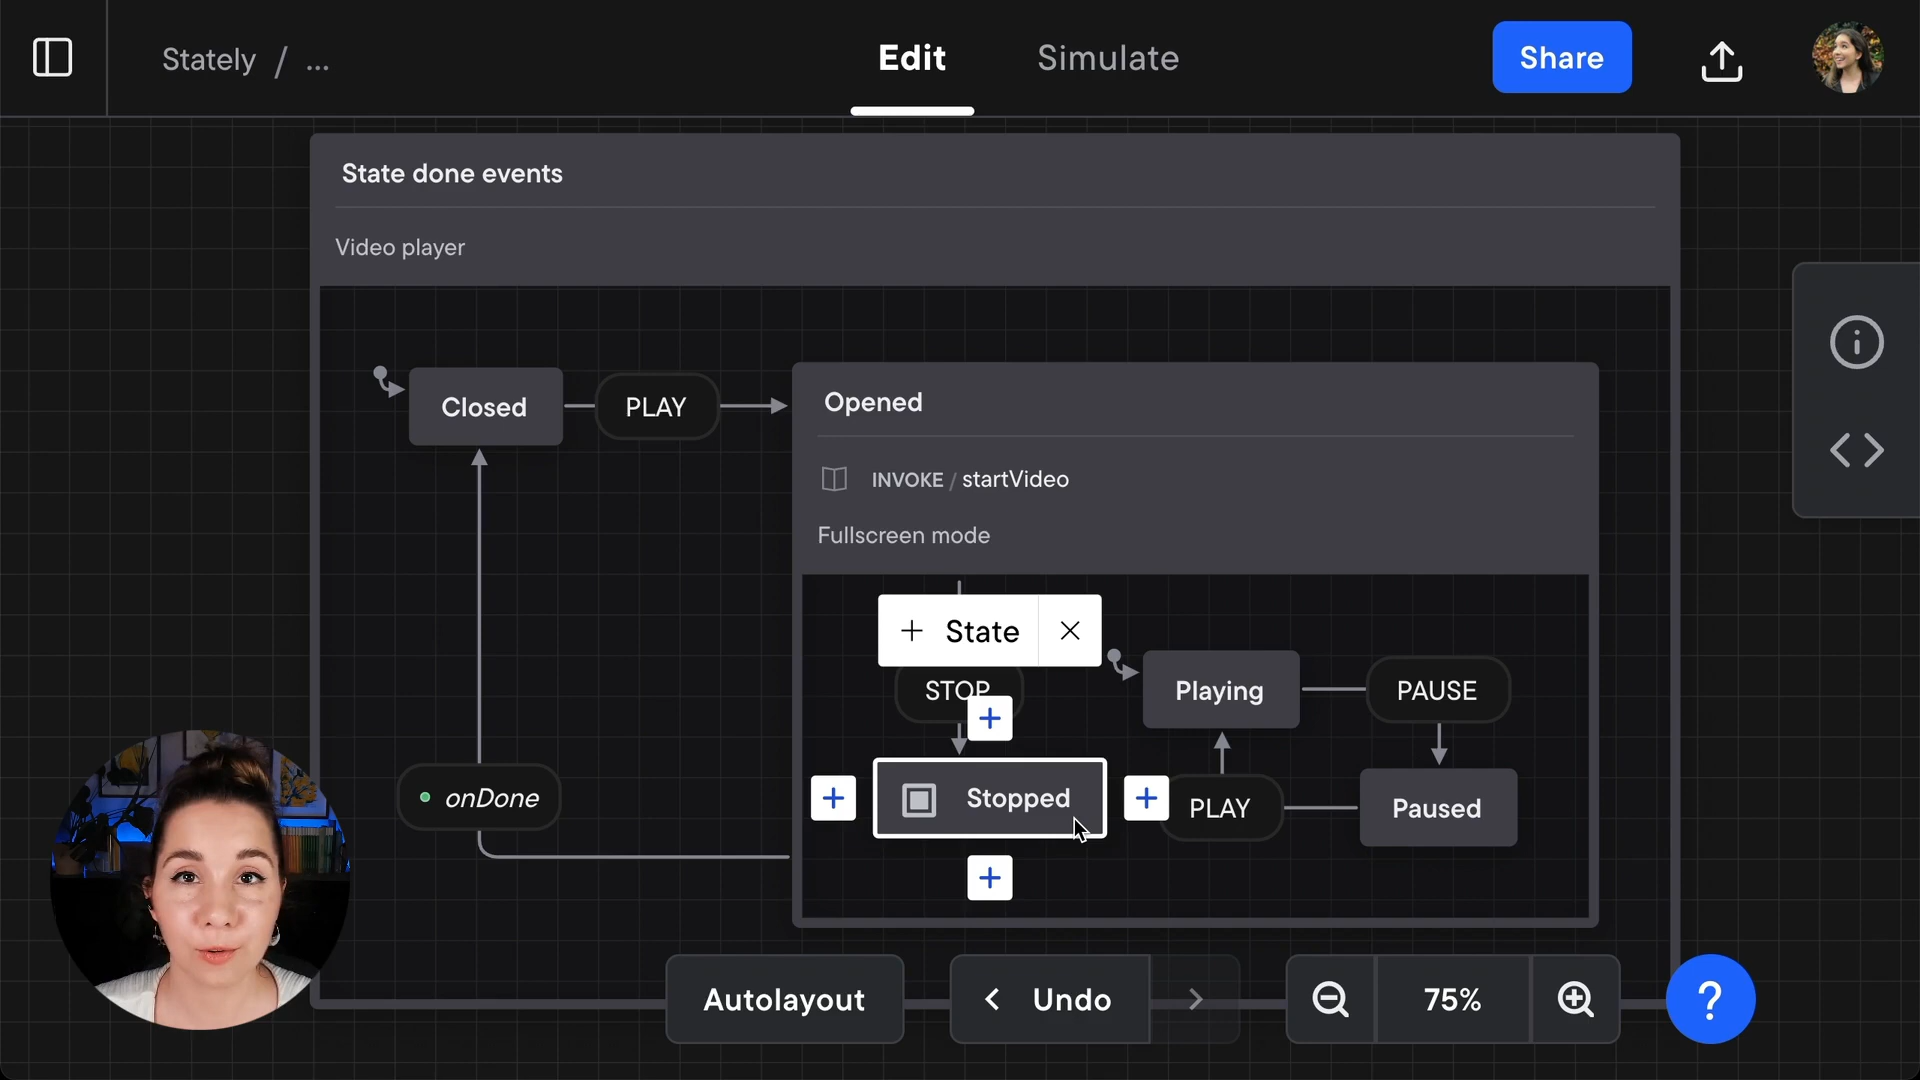 Stately / ...
Edit
Simulate
Share
State done events
Video player
Closed
PLAY
Opened
INVOKE / startVideo
Fullscreen mode
+ State
STOP
Playing
PAUSE
onDone
Stopped
PLAY
Paused
Autolayout
Undo
75%
?